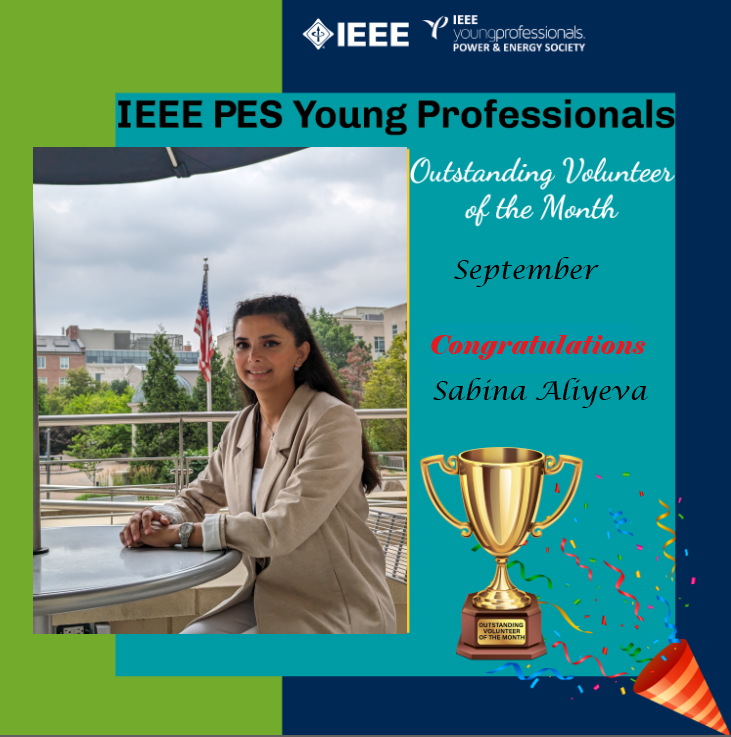 IEEE
IEEE
youngprofessionals.
POWER & ENERGY SOCIETY
IEEE PES Young Professionals
Outstanding Volunteer
of the Month
September
Congratulations
Sabina Aliyeva
OUTSTANDING
VOLUNTEER
OF THE MONTH